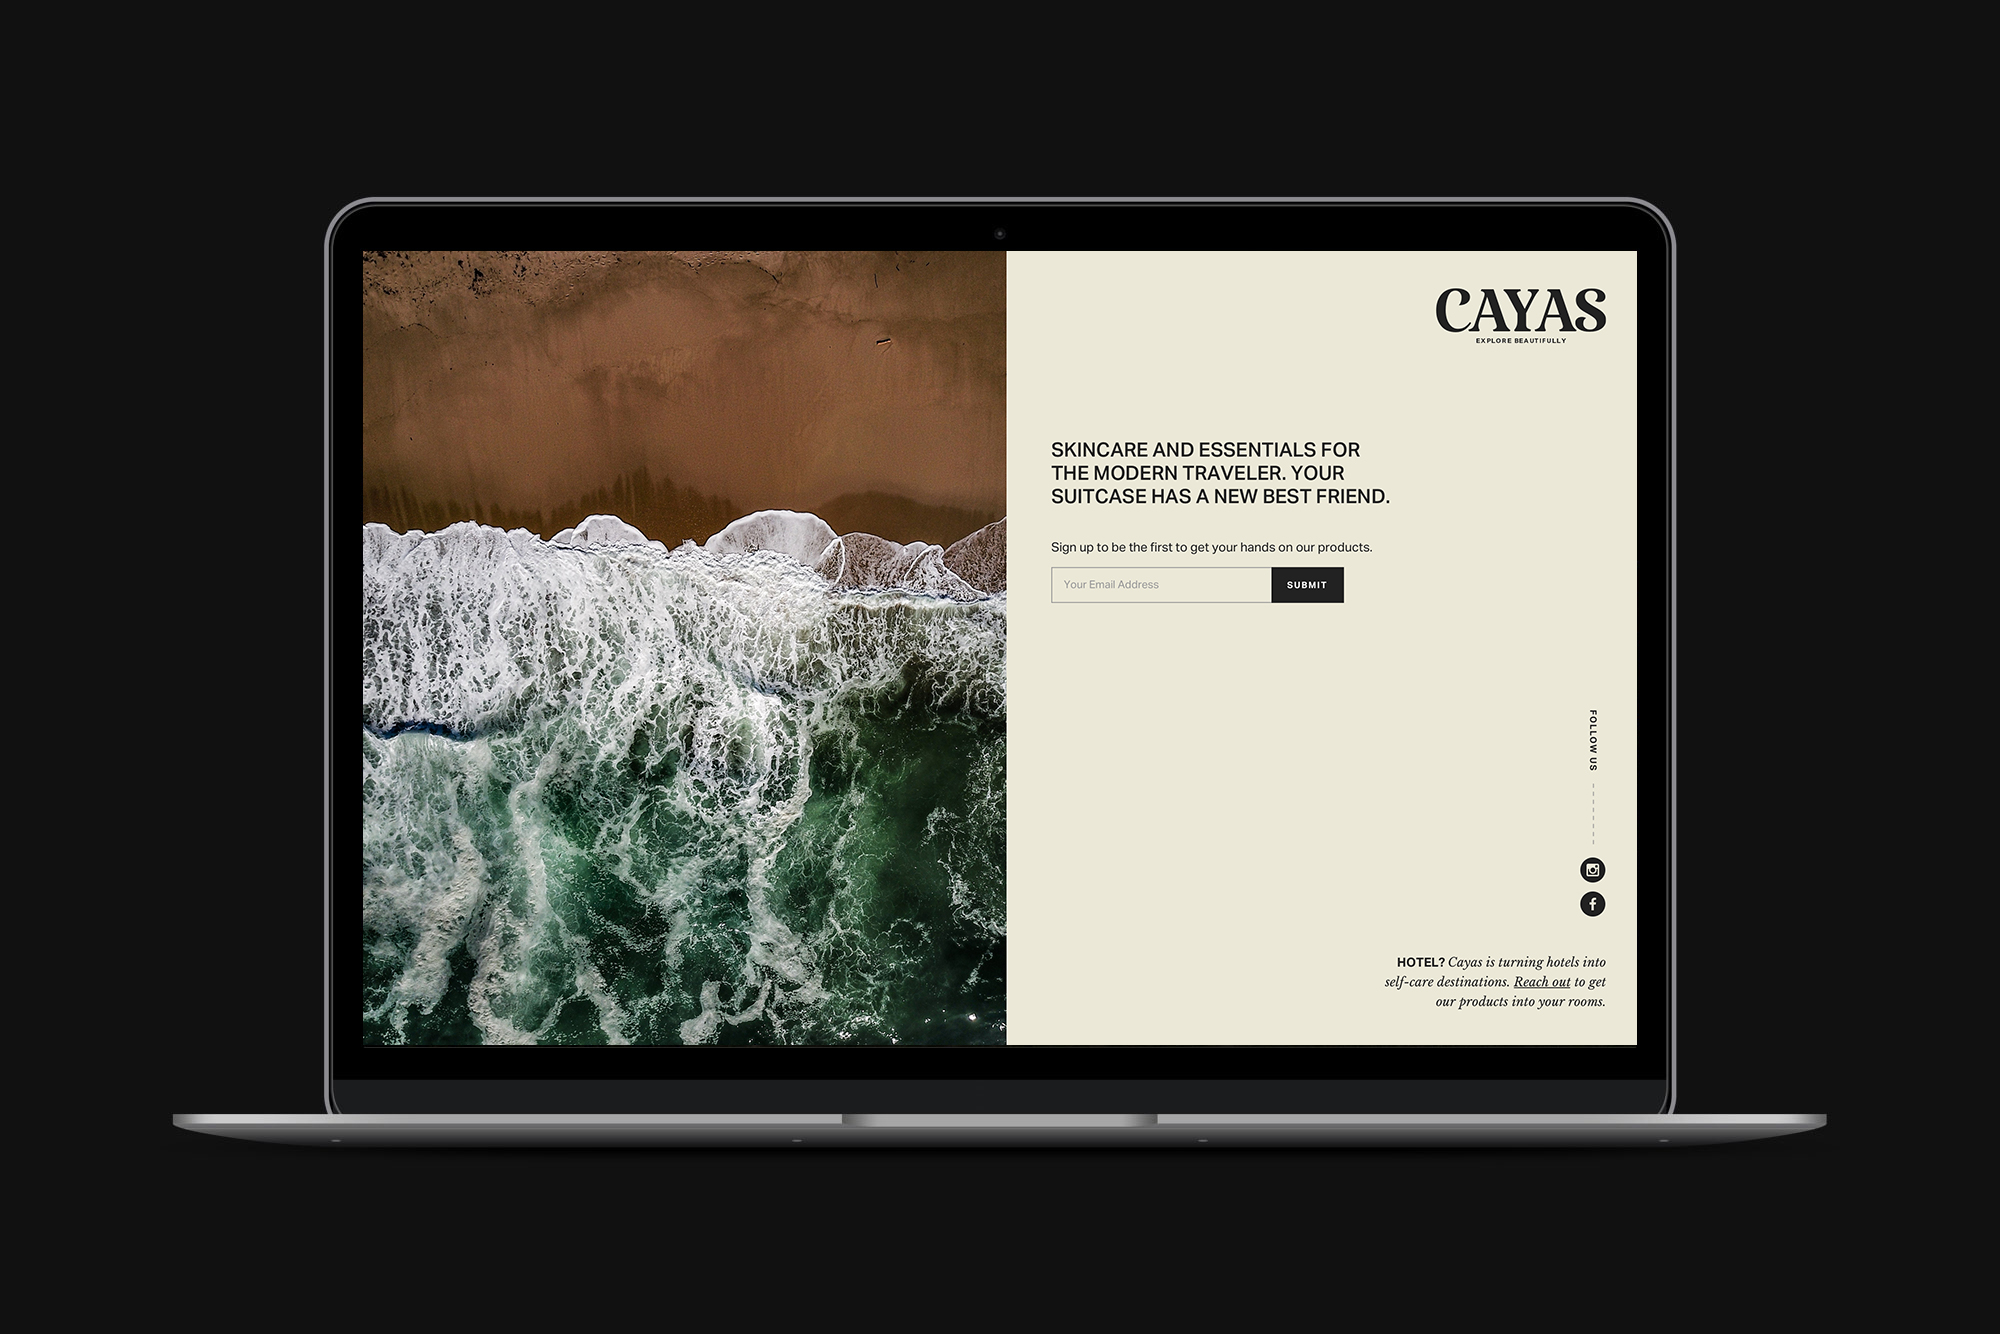 CAYAS
EXPLORE BEAUTIFULLY
SKINCARE AND ESSENTIALS FOR
THE MODERN TRAVELER. YOUR
SUITCASE HAS A NEW BEST FRIEND.
Sign up to be the first to get your hands on our products.
Your Email Address
SUBMIT
FOLLOW US
HOTEL? Cayas is turning hotels into
self-care destinations. Reach out to get
our products into your rooms.